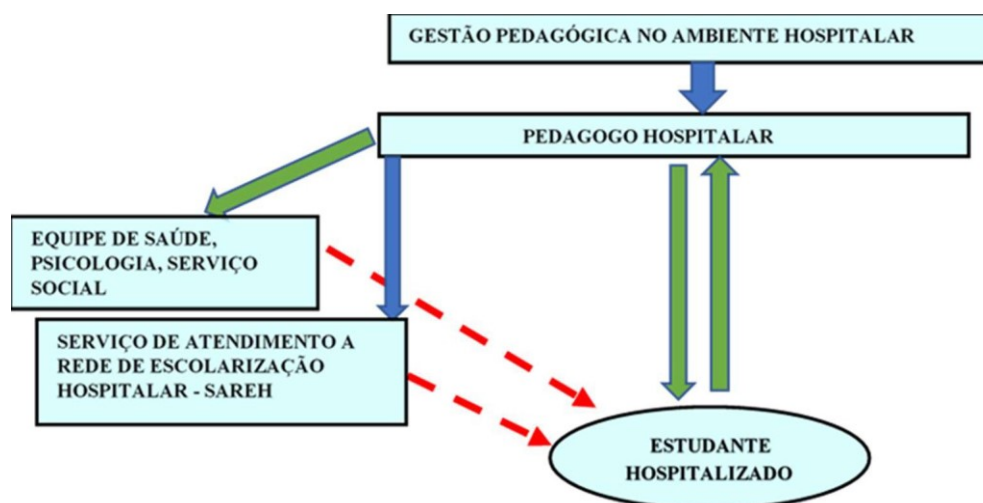 GESTÃO PEDAGÓGICA NO AMBIENTE HOSPITALAR
PEDAGOGO HOSPITALAR
EQUIPE DE SAÚDE,
PSICOLOGIA, SERVIÇO
SOCIAL
SERVIÇO DE ATENDIMENTO A
REDE DE ESCOLARIZAÇÃO
HOSPITALAR - SAREH
ESTUDANTE
HOSPITALIZADO